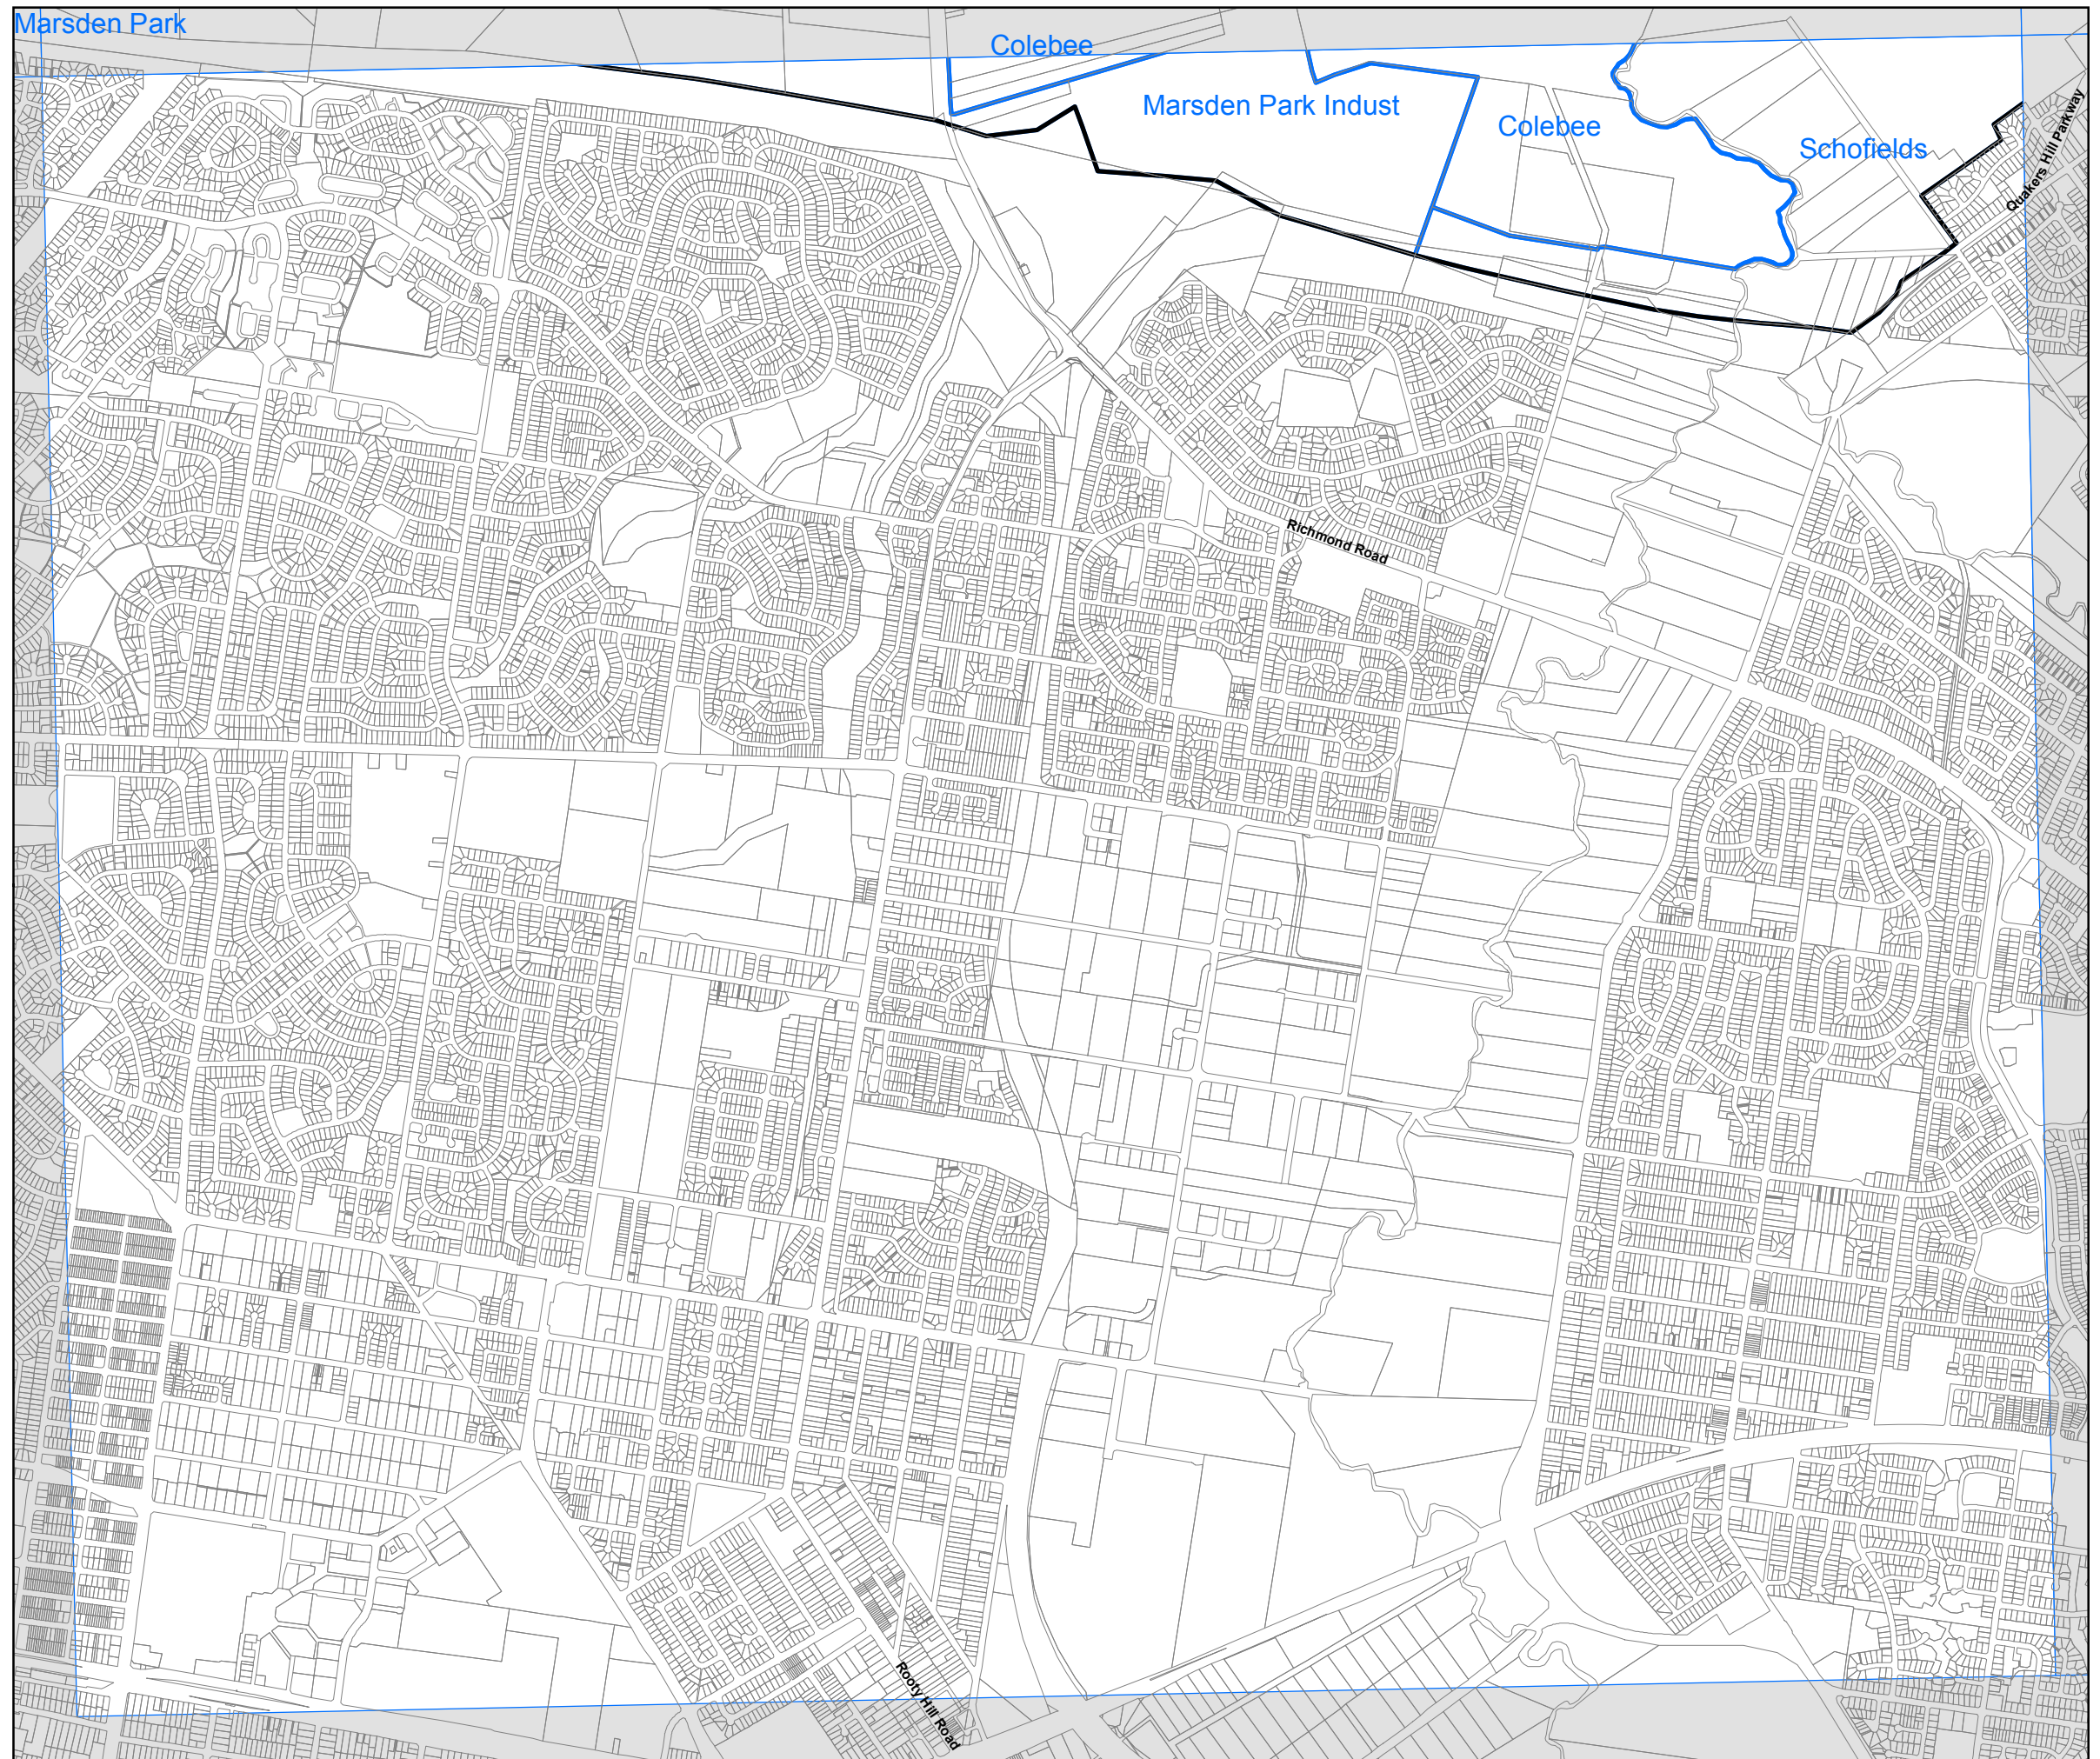 Marsden Park
Colebee
Marsden Park Indust
Colebee
Schofields
Quakers Hill Parkway
Richmond Road
Rooty Hill Road